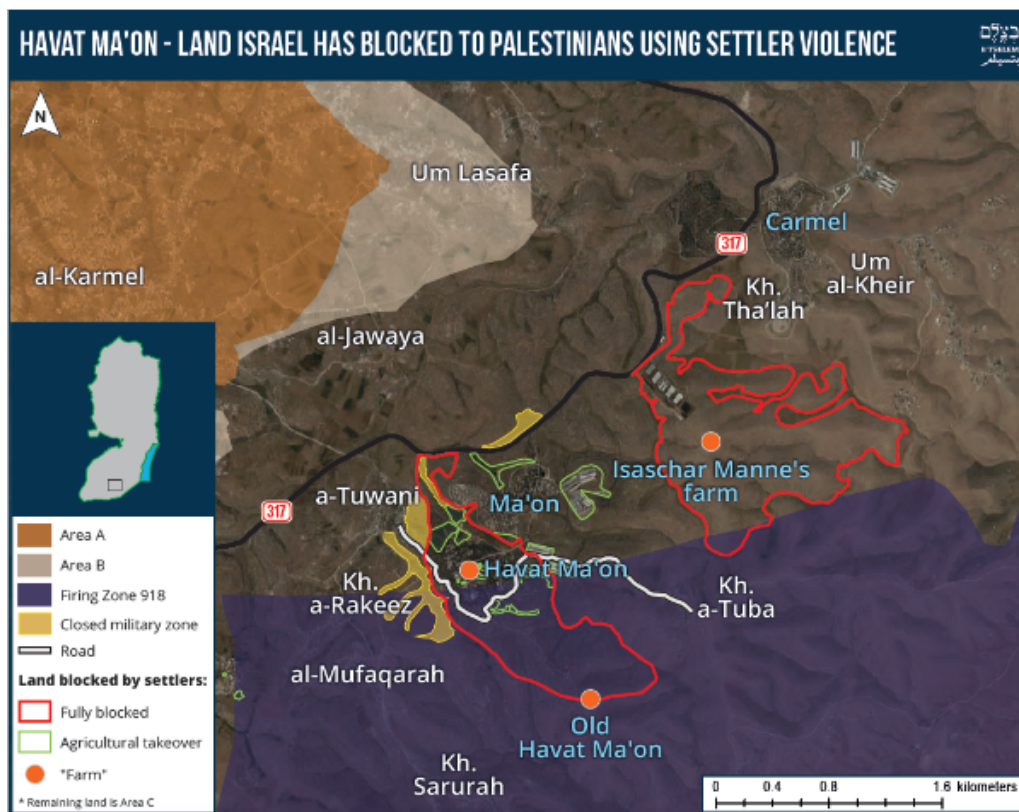 HAVAT MA'ON - LAND ISRAEL HAS BLOCKED TO PALESTINIANS USING SETTLER VIOLENCE
בצלם
B'TSELEM
بتسيلم
N
Um Lasafa
Carmel
317
al-Karmel
Um
al-Kheir
Kh.
Tha'lah
al-Jawaya
Isaschar Manne's
farm
a-Tuwani
Ma'on
317
Havat Ma'on
Kh.
a-Rakeez
Kh.
a-Tuba
al-Mufaqarah
Old
Havat Ma'on
Kh.
Sarurah
Area A
Area B
Firing Zone 918
Closed military zone
Road
Land blocked by settlers:
Fully blocked
Agricultural takeover
"Farm"
* Remaining land is Area C
0 0.4 0.8 1.6 kilometers